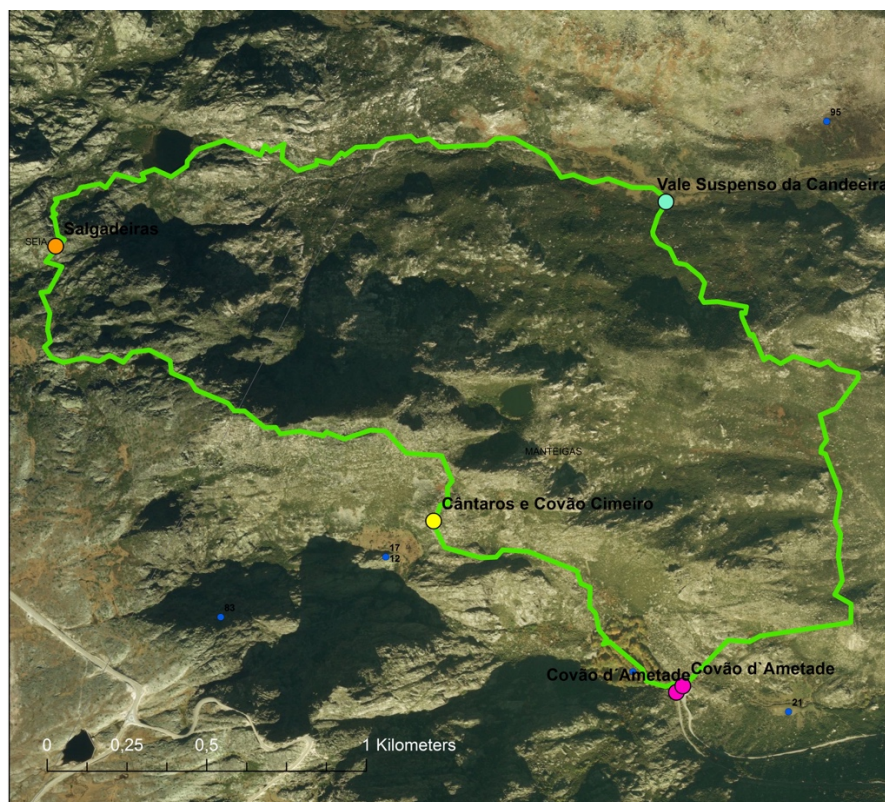 95
Vale Suspenso da Candeeira
Salgadeiras
SEIA
MANTEIGAS
Cântaros e Covão Cimeiro
17
12
83
Covão d`Ametade
Covão d`Ametade
21
0 0,25 0,5 1 Kilometers